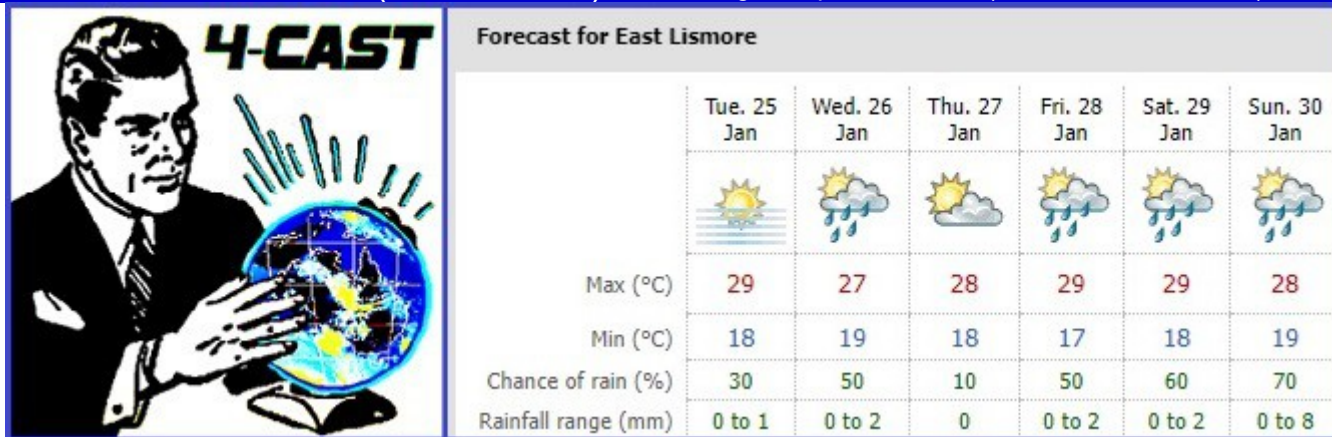 4-CAST
Forecast for East Lismore
Tue. 25 Wed. 26 Thu. 27 Fri. 28 Sat. 29 Sun. 30
Jan Jan Jan Jan Jan Jan
Max (°C) 29 27 28 29 29 28
Min (°C) 18 19 18 17 18 19
Chance of rain (%) 30 50 10 50 60 70
Rainfall range (mm) 0 to 1 0 to 2 0 0 to 2 0 to 2 0 to 8